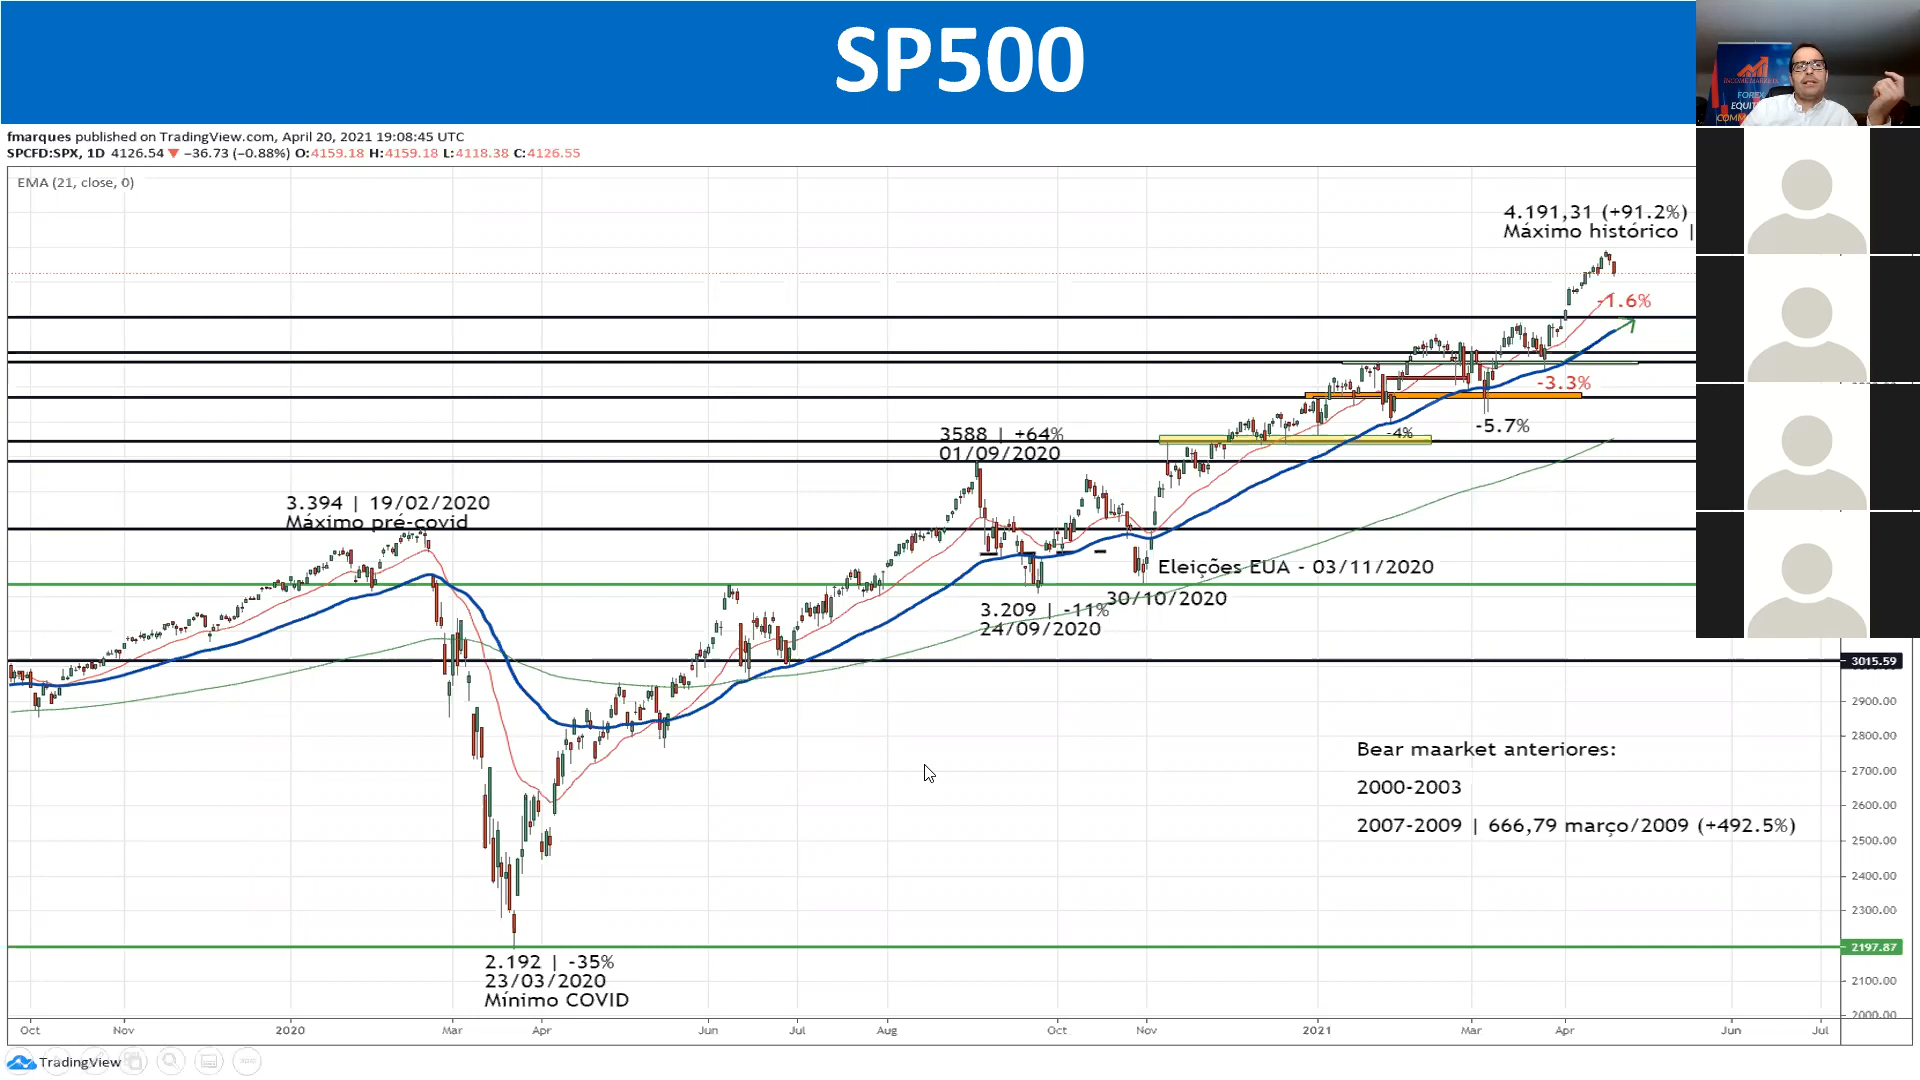 SP500
fmarques published on TradingView.com, April 20, 2021 19:08:45 UTC
SPCFD:SPX, 1D 4126.54 ▼ −36.73 (−0.88%) O:4159.18 H:4159.18 L:4118.38 C:4126.55
EMA (21, close, 0)
FOREX
EQUIT
COMM
4.191,31 (+91.2%)
Máximo histórico |
-1.6%
-3.3%
-5.7%
-4%
3588 | +64%
01/09/2020
3.394 | 19/02/2020
Máximo pré-covid
Eleições EUA - 03/11/2020
30/10/2020
3.209 | -11%
24/09/2020
3015.59
2900.00
2800.00
2700.00
2600.00
2500.00
2400.00
2300.00
2197.87
2100.00
2000.00
Bear maarket anteriores:
2000-2003
2007-2009 | 666,79 março/2009 (+492.5%)
2.192 | -35%
23/03/2020
Mínimo COVID
Oct Nov 2020 Mar Apr Jun Jul Aug Oct Nov 2021 Mar Apr Jun Jul
TradingView